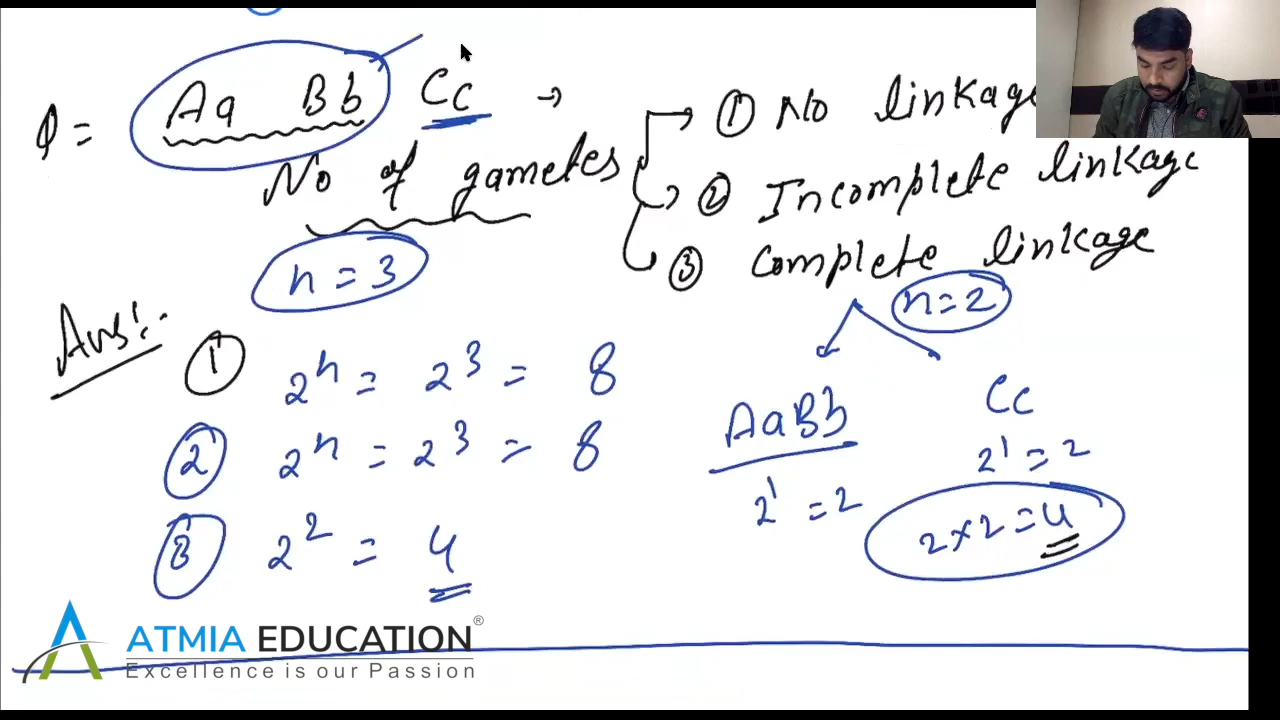 Q = Aa Bb Cc →
No of gametes
① No linkage
② Incomplete linkage
③ Complete linkage
n = 3
n = 2
Ans:-
① 2ⁿ = 2³ = 8
② 2ⁿ = 2³ = 8
③ 2² = 4
AaBb
2¹ = 2
Cc
2¹ = 2
2 × 2 = 4
ATMIA EDUCATION®
Excellence is our Passion